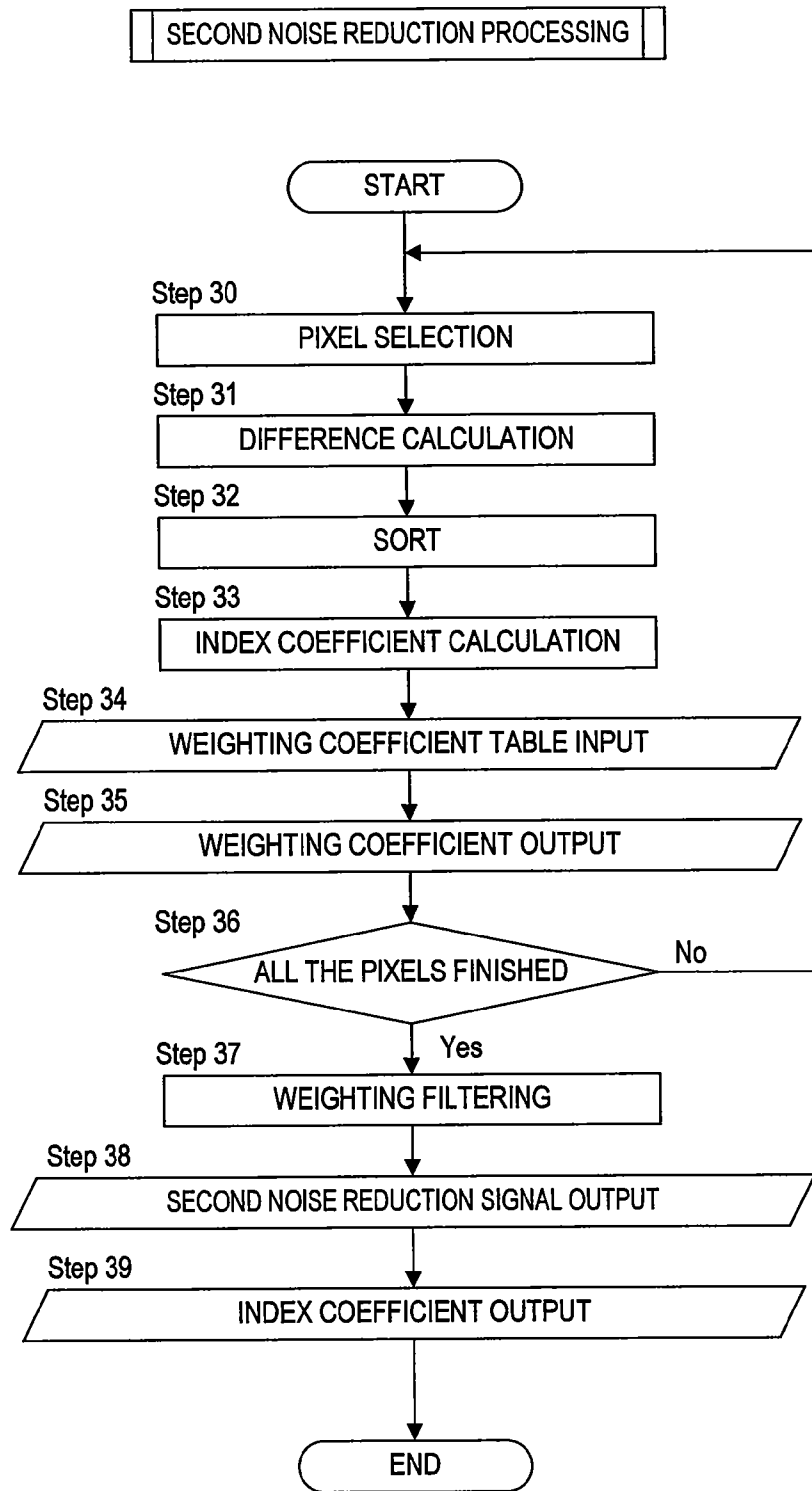 SECOND NOISE REDUCTION PROCESSING
START
Step 30
PIXEL SELECTION
Step 31
DIFFERENCE CALCULATION
Step 32
SORT
Step 33
INDEX COEFFICIENT CALCULATION
Step 34
WEIGHTING COEFFICIENT TABLE INPUT
Step 35
WEIGHTING COEFFICIENT OUTPUT
Step 36
ALL THE PIXELS FINISHED
No
Yes
Step 37
WEIGHTING FILTERING
Step 38
SECOND NOISE REDUCTION SIGNAL OUTPUT
Step 39
INDEX COEFFICIENT OUTPUT
END